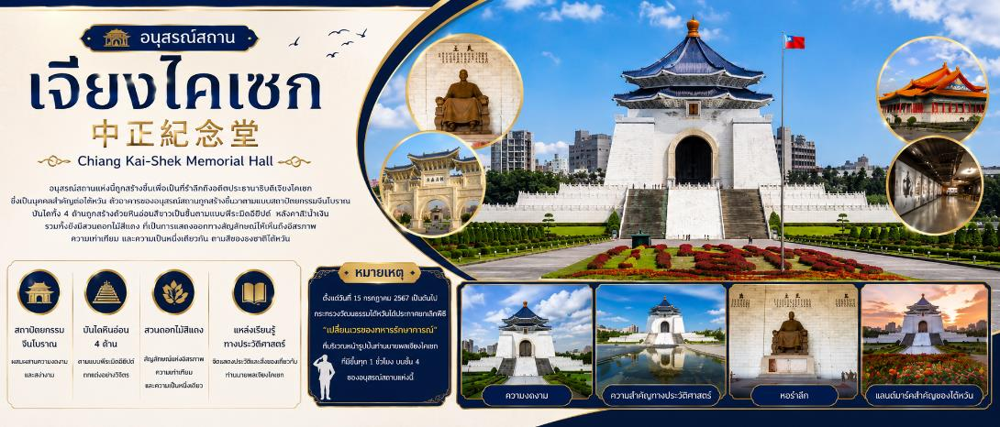 อนุสรณ์สถาน
เจียงไคเซก
中正紀念堂
Chiang Kai-Shek Memorial Hall
อนุสรณ์สถานแห่งนี้ถูกสร้างขึ้นเพื่อเป็นที่รำลึกถึงอดีตประธานาธิบดีเจียงไคเซก
ซึ่งเป็นบุคคลสำคัญต่อไต้หวัน ตัวอาคารของอนุสรณ์สถานถูกสร้างขึ้นมาตามแบบสถาปัตยกรรมจีนโบราณ
บันไดทั้ง 4 ด้านถูกสร้างด้วยหินอ่อนสีขาวเป็นชั้นตามแบบพีระมิดอียิปต์ หลังคาสีน้ำเงิน
รวมทั้งยังมีสวนดอกไม้สีแดง ที่เป็นการแสดงออกทางสัญลักษณ์ให้เห็นถึงอิสรภาพ
ความเท่าเทียม และความเป็นหนึ่งเดียวกัน ตามสีของธงชาติไต้หวัน
สถาปัตยกรรม
จีนโบราณ
ผสมผสานความงดงาม
และสง่างาม
บันไดหินอ่อน
4 ด้าน
ตามแบบพีระมิดอียิปต์
ตกแต่งอย่างวิจิตร
สวนดอกไม้สีแดง
สัญลักษณ์แห่งอิสรภาพ
ความเท่าเทียม
และความเป็นหนึ่งเดียว
แหล่งเรียนรู้
ทางประวัติศาสตร์
จัดแสดงประวัติและสิ่งของเกี่ยวกับ
ท่านนายพลเจียงไคเซก
หมายเหตุ
ตั้งแต่วันที่ 15 กรกฎาคม 2567 เป็นต้นไป
กระทรวงวัฒนธรรมไต้หวันได้ประกาศยกเลิกพิธี
"เปลี่ยนเวรของทหารรักษาการณ์"
ที่บริเวณหน้ารูปปั้นท่านนายพลเจียงไคเซก
ที่มีขึ้นทุก 1 ชั่วโมง บนชั้น 4
ของอนุสรณ์สถานแห่งนี้
ความงดงาม
ความสำคัญทางประวัติศาสตร์
หอรำลึก
แลนด์มาร์คสำคัญของไต้หวัน